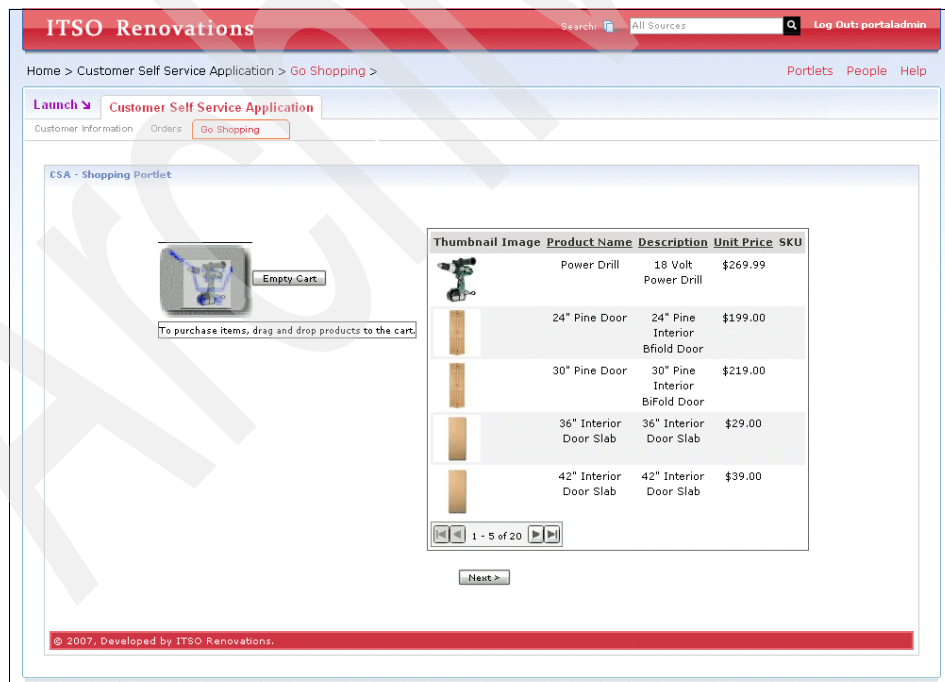 ITSO Renovations
Search: All Sources Log Out: portaladmin
Home > Customer Self Service Application > Go Shopping >
Portlets People Help
Launch Customer Self Service Application
Customer Information Orders Go Shopping
CSA - Shopping Portlet
Empty Cart
To purchase items, drag and drop products to the cart.
Thumbnail Image Product Name Description Unit Price SKU
Power Drill 18 Volt $269.99
Power Drill
24" Pine Door 24" Pine $199.00
Interior
Bfiold Door
30" Pine Door 30" Pine $219.00
Interior
BiFold Door
36" Interior 36" Interior $29.00
Door Slab Door Slab
42" Interior 42" Interior $39.00
Door Slab Door Slab
1 - 5 of 20
Next >
© 2007, Developed by ITSO Renovations.